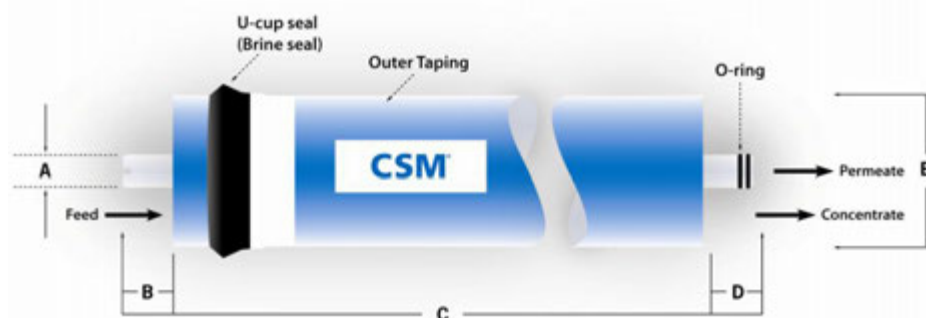 U-cup seal
(Brine seal)
Outer Taping
O-ring
A
CSM
Permeate
E
Feed
Concentrate
B
D
C